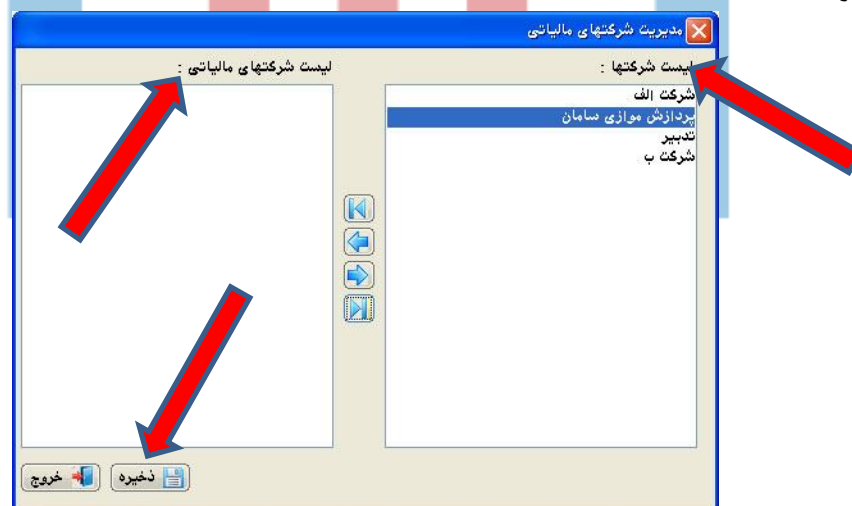 مدیریت شرکتهای مالیاتی
لیست شرکتها :
لیست شرکتهای مالیاتی :
شرکت الف
پردازش موازی سامان
تدبیر
شرکت ب
ذخیره
خروج